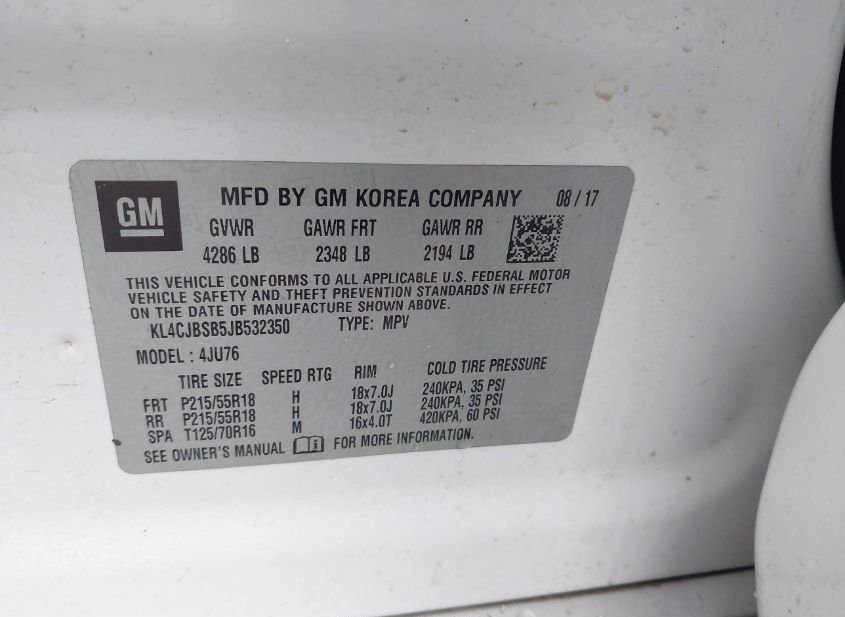 GM
MFD BY GM KOREA COMPANY 08 / 17
GVWR GAWR FRT GAWR RR
4286 LB 2348 LB 2194 LB
THIS VEHICLE CONFORMS TO ALL APPLICABLE U.S. FEDERAL MOTOR
VEHICLE SAFETY AND THEFT PREVENTION STANDARDS IN EFFECT
ON THE DATE OF MANUFACTURE SHOWN ABOVE.
KL4CJBSB5JB532350 TYPE: MPV
MODEL : 4JU76
TIRE SIZE SPEED RTG RIM COLD TIRE PRESSURE
FRT P215/55R18 H 18x7.0J 240KPA, 35 PSI
RR P215/55R18 H 18x7.0J 240KPA, 35 PSI
SPA T125/70R16 M 16x4.0T 420KPA, 60 PSI
SEE OWNER'S MANUAL FOR MORE INFORMATION.